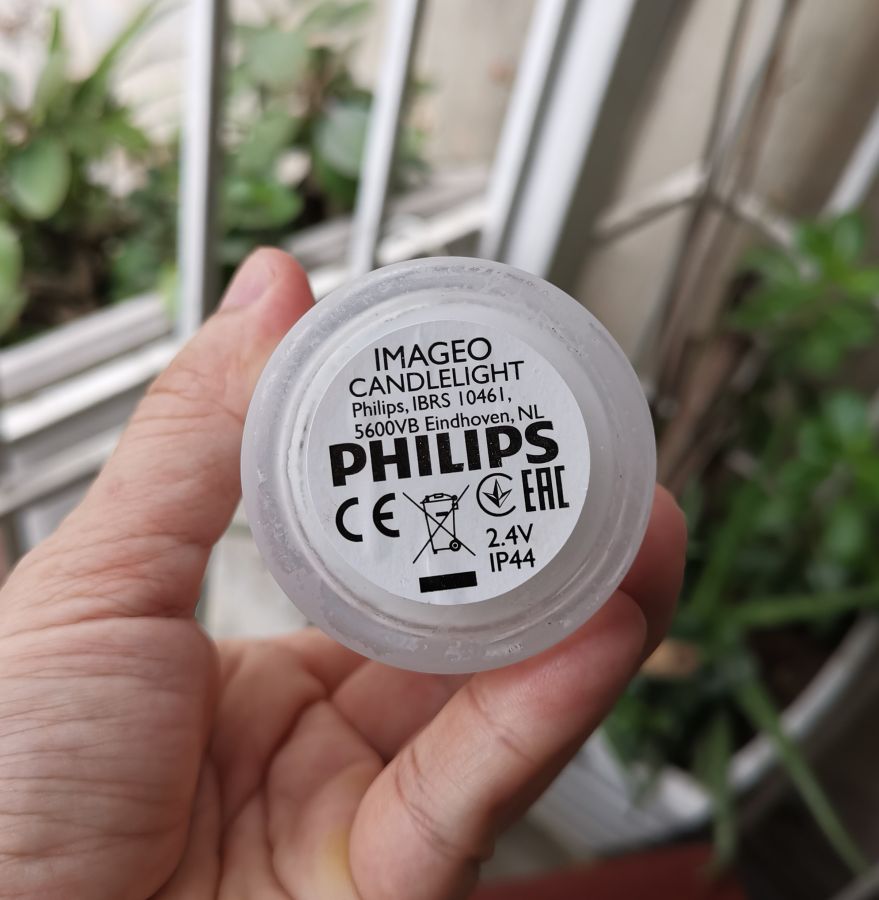 IMAGEO
CANDLELIGHT
Philips, IBRS 10461,
5600VB Eindhoven, NL
PHILIPS
CE EAC
2.4V
IP44